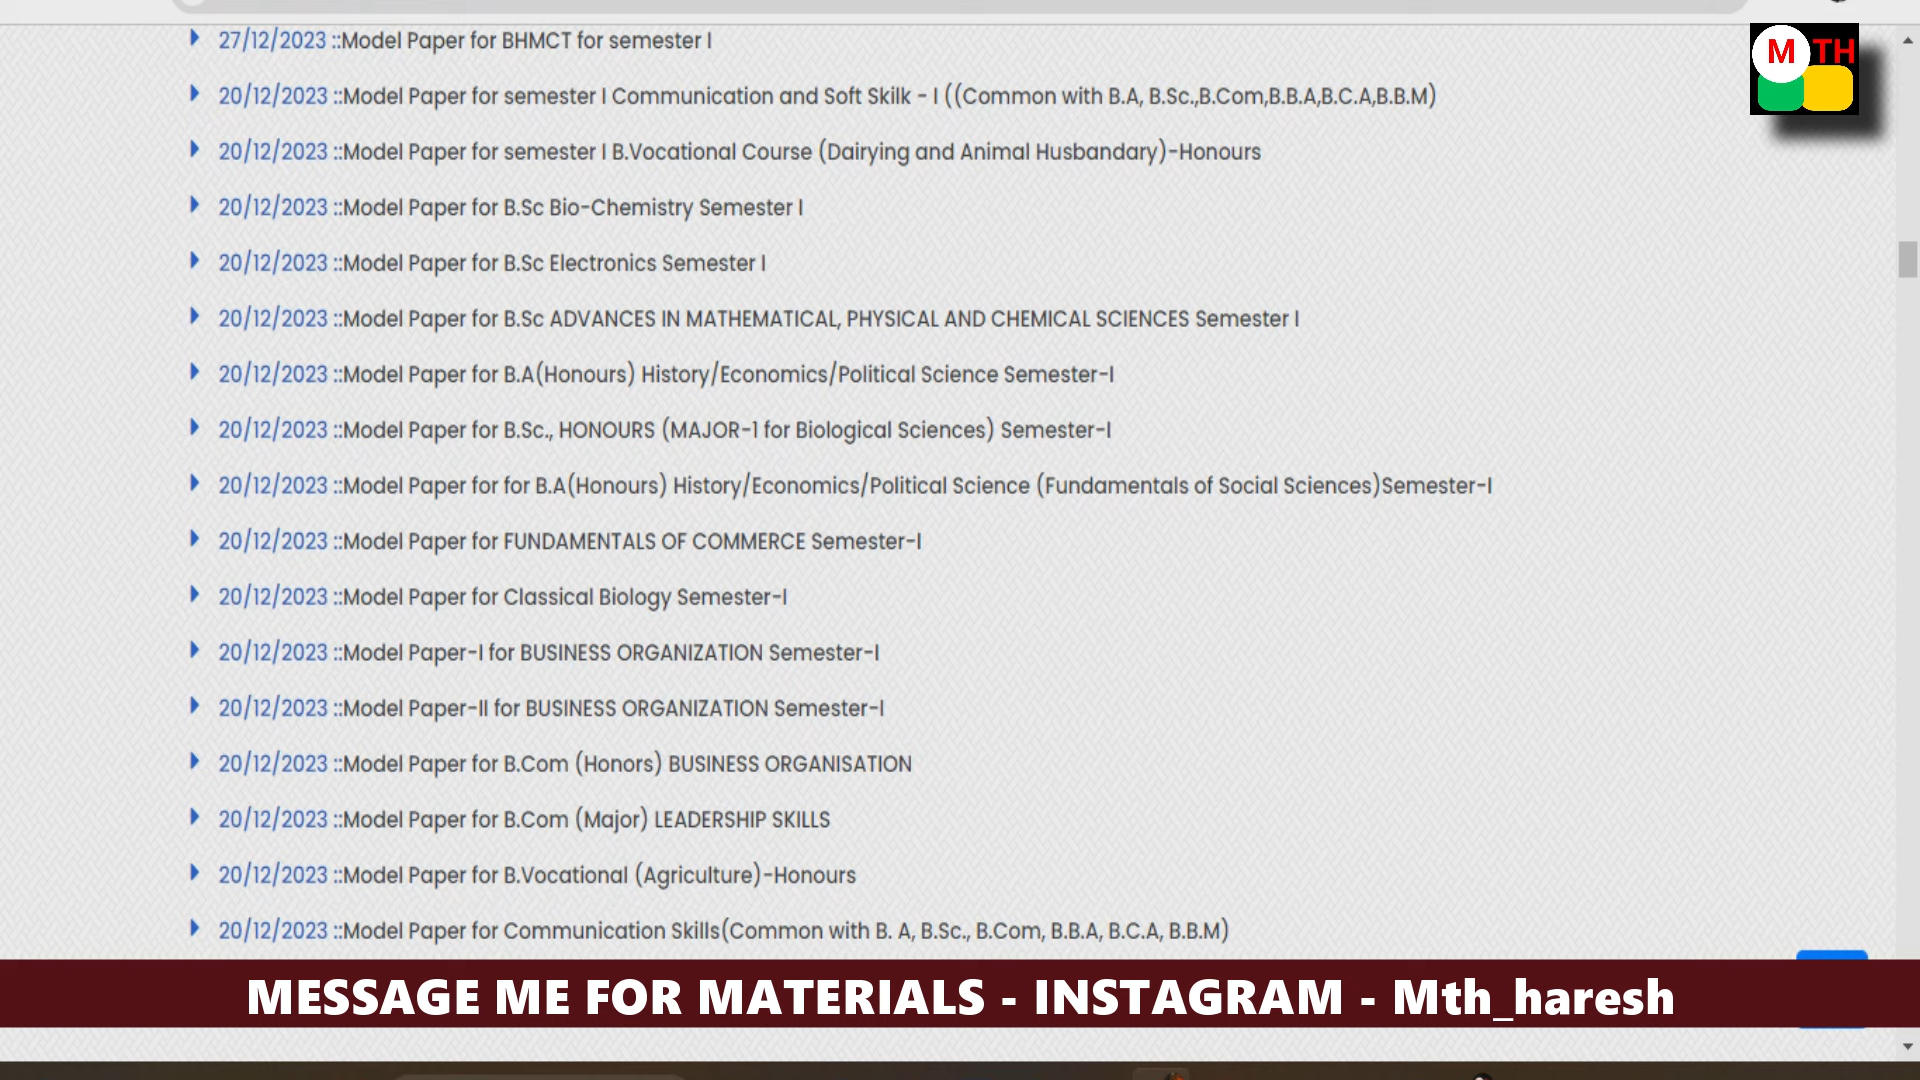 27/12/2023 ::Model Paper for BHMCT for semester I
M TH
20/12/2023 ::Model Paper for semester I Communication and Soft Skilk - I ((Common with B.A, B.Sc.,B.Com,B.B.A,B.C.A,B.B.M)
20/12/2023 ::Model Paper for semester I B.Vocational Course (Dairying and Animal Husbandary)-Honours
20/12/2023 ::Model Paper for B.Sc Bio-Chemistry Semester I
20/12/2023 ::Model Paper for B.Sc Electronics Semester I
20/12/2023 ::Model Paper for B.Sc ADVANCES IN MATHEMATICAL, PHYSICAL AND CHEMICAL SCIENCES Semester I
20/12/2023 ::Model Paper for B.A(Honours) History/Economics/Political Science Semester-I
20/12/2023 ::Model Paper for B.Sc., HONOURS (MAJOR-1 for Biological Sciences) Semester-I
20/12/2023 ::Model Paper for for B.A(Honours) History/Economics/Political Science (Fundamentals of Social Sciences)Semester-I
20/12/2023 ::Model Paper for FUNDAMENTALS OF COMMERCE Semester-I
20/12/2023 ::Model Paper for Classical Biology Semester-I
20/12/2023 ::Model Paper-I for BUSINESS ORGANIZATION Semester-I
20/12/2023 ::Model Paper-II for BUSINESS ORGANIZATION Semester-I
20/12/2023 ::Model Paper for B.Com (Honors) BUSINESS ORGANISATION
20/12/2023 ::Model Paper for B.Com (Major) LEADERSHIP SKILLS
20/12/2023 ::Model Paper for B.Vocational (Agriculture)-Honours
20/12/2023 ::Model Paper for Communication Skills(Common with B. A, B.Sc., B.Com, B.B.A, B.C.A, B.B.M)
MESSAGE ME FOR MATERIALS - INSTAGRAM - Mth_haresh